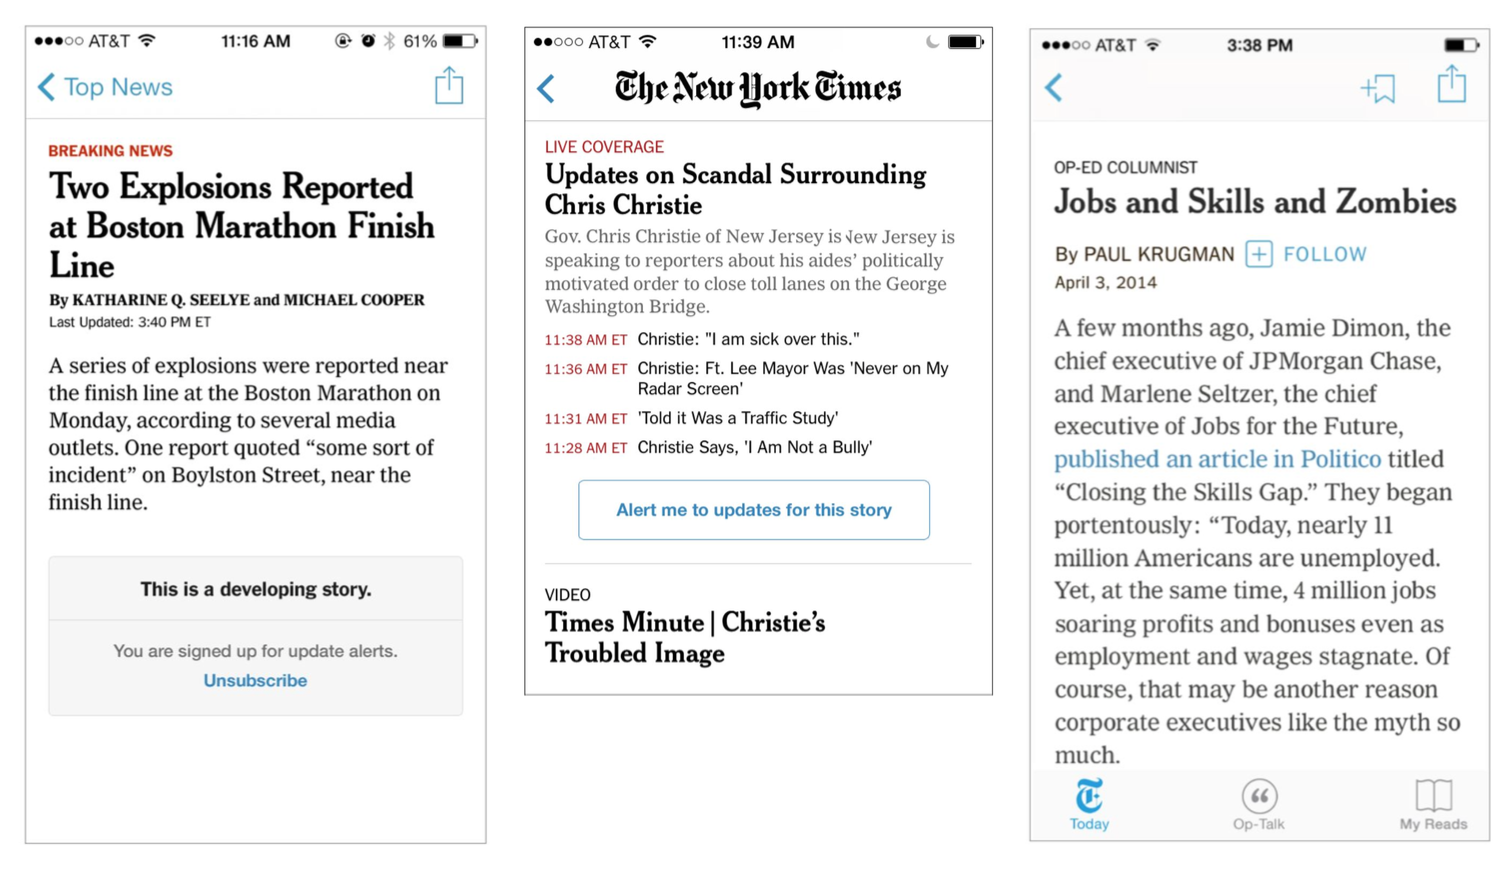 AT&T 11:16 AM 61%
Top News
BREAKING NEWS
Two Explosions Reported
at Boston Marathon Finish
Line
By KATHARINE Q. SEELYE and MICHAEL COOPER
Last Updated: 3:40 PM ET
A series of explosions were reported near
the finish line at the Boston Marathon on
Monday, according to several media
outlets. One report quoted “some sort of
incident” on Boylston Street, near the
finish line.
This is a developing story.
You are signed up for update alerts.
Unsubscribe
AT&T 11:39 AM
The New York Times
LIVE COVERAGE
Updates on Scandal Surrounding
Chris Christie
Gov. Chris Christie of New Jersey is New Jersey is
speaking to reporters about his aides’ politically
motivated order to close toll lanes on the George
Washington Bridge.
11:38 AM ET Christie: "I am sick over this."
11:36 AM ET Christie: Ft. Lee Mayor Was 'Never on My
Radar Screen'
11:31 AM ET 'Told it Was a Traffic Study'
11:28 AM ET Christie Says, 'I Am Not a Bully'
Alert me to updates for this story
VIDEO
Times Minute | Christie’s
Troubled Image
AT&T 3:38 PM
OP-ED COLUMNIST
Jobs and Skills and Zombies
By PAUL KRUGMAN + FOLLOW
April 3, 2014
A few months ago, Jamie Dimon, the
chief executive of JPMorgan Chase,
and Marlene Seltzer, the chief
executive of Jobs for the Future,
published an article in Politico titled
“Closing the Skills Gap.” They began
portentously: “Today, nearly 11
million Americans are unemployed.
Yet, at the same time, 4 million jobs
soaring profits and bonuses even as
employment and wages stagnate. Of
course, that may be another reason
corporate executives like the myth so
much.
T
Today
“
Op-Talk
My Reads